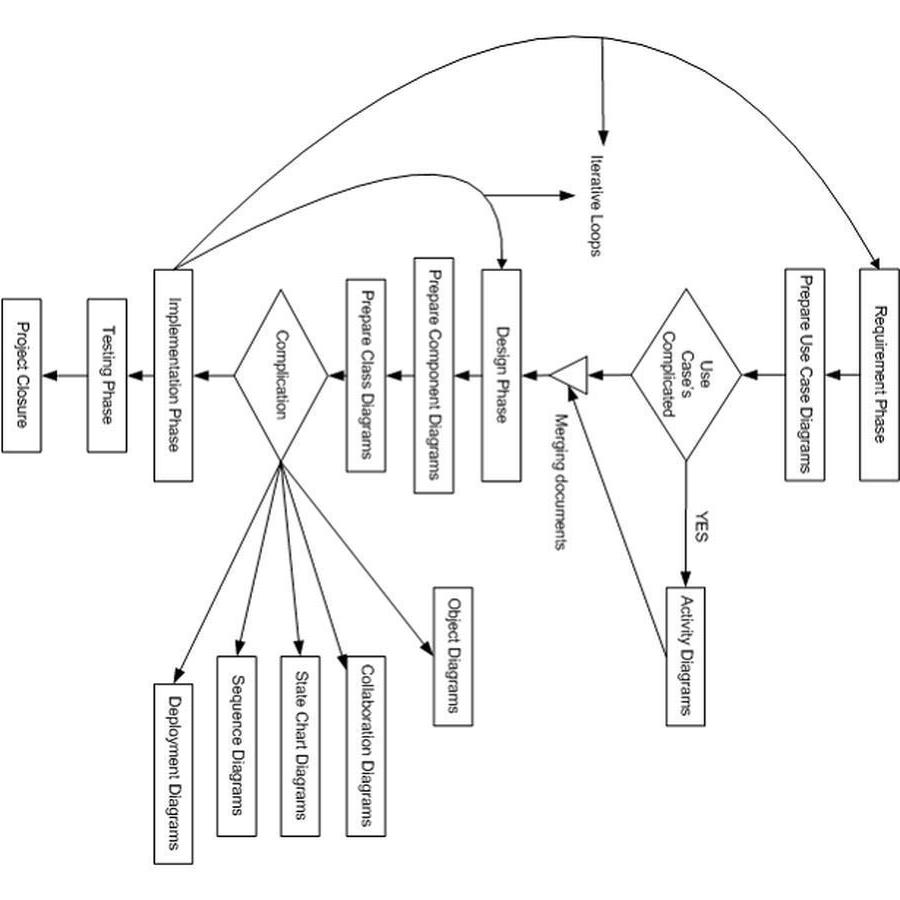 Requirement Phase
Prepare Use Case Diagrams
Use
Case's
Complicated
YES
Activity Diagrams
Iterative Loops
Merging documents
Design Phase
Prepare Component Diagrams
Object Diagrams
Prepare Class Diagrams
Collaboration Diagrams
Complication
State Chart Diagrams
Sequence Diagrams
Implementation Phase
Deployment Diagrams
Testing Phase
Project Closure